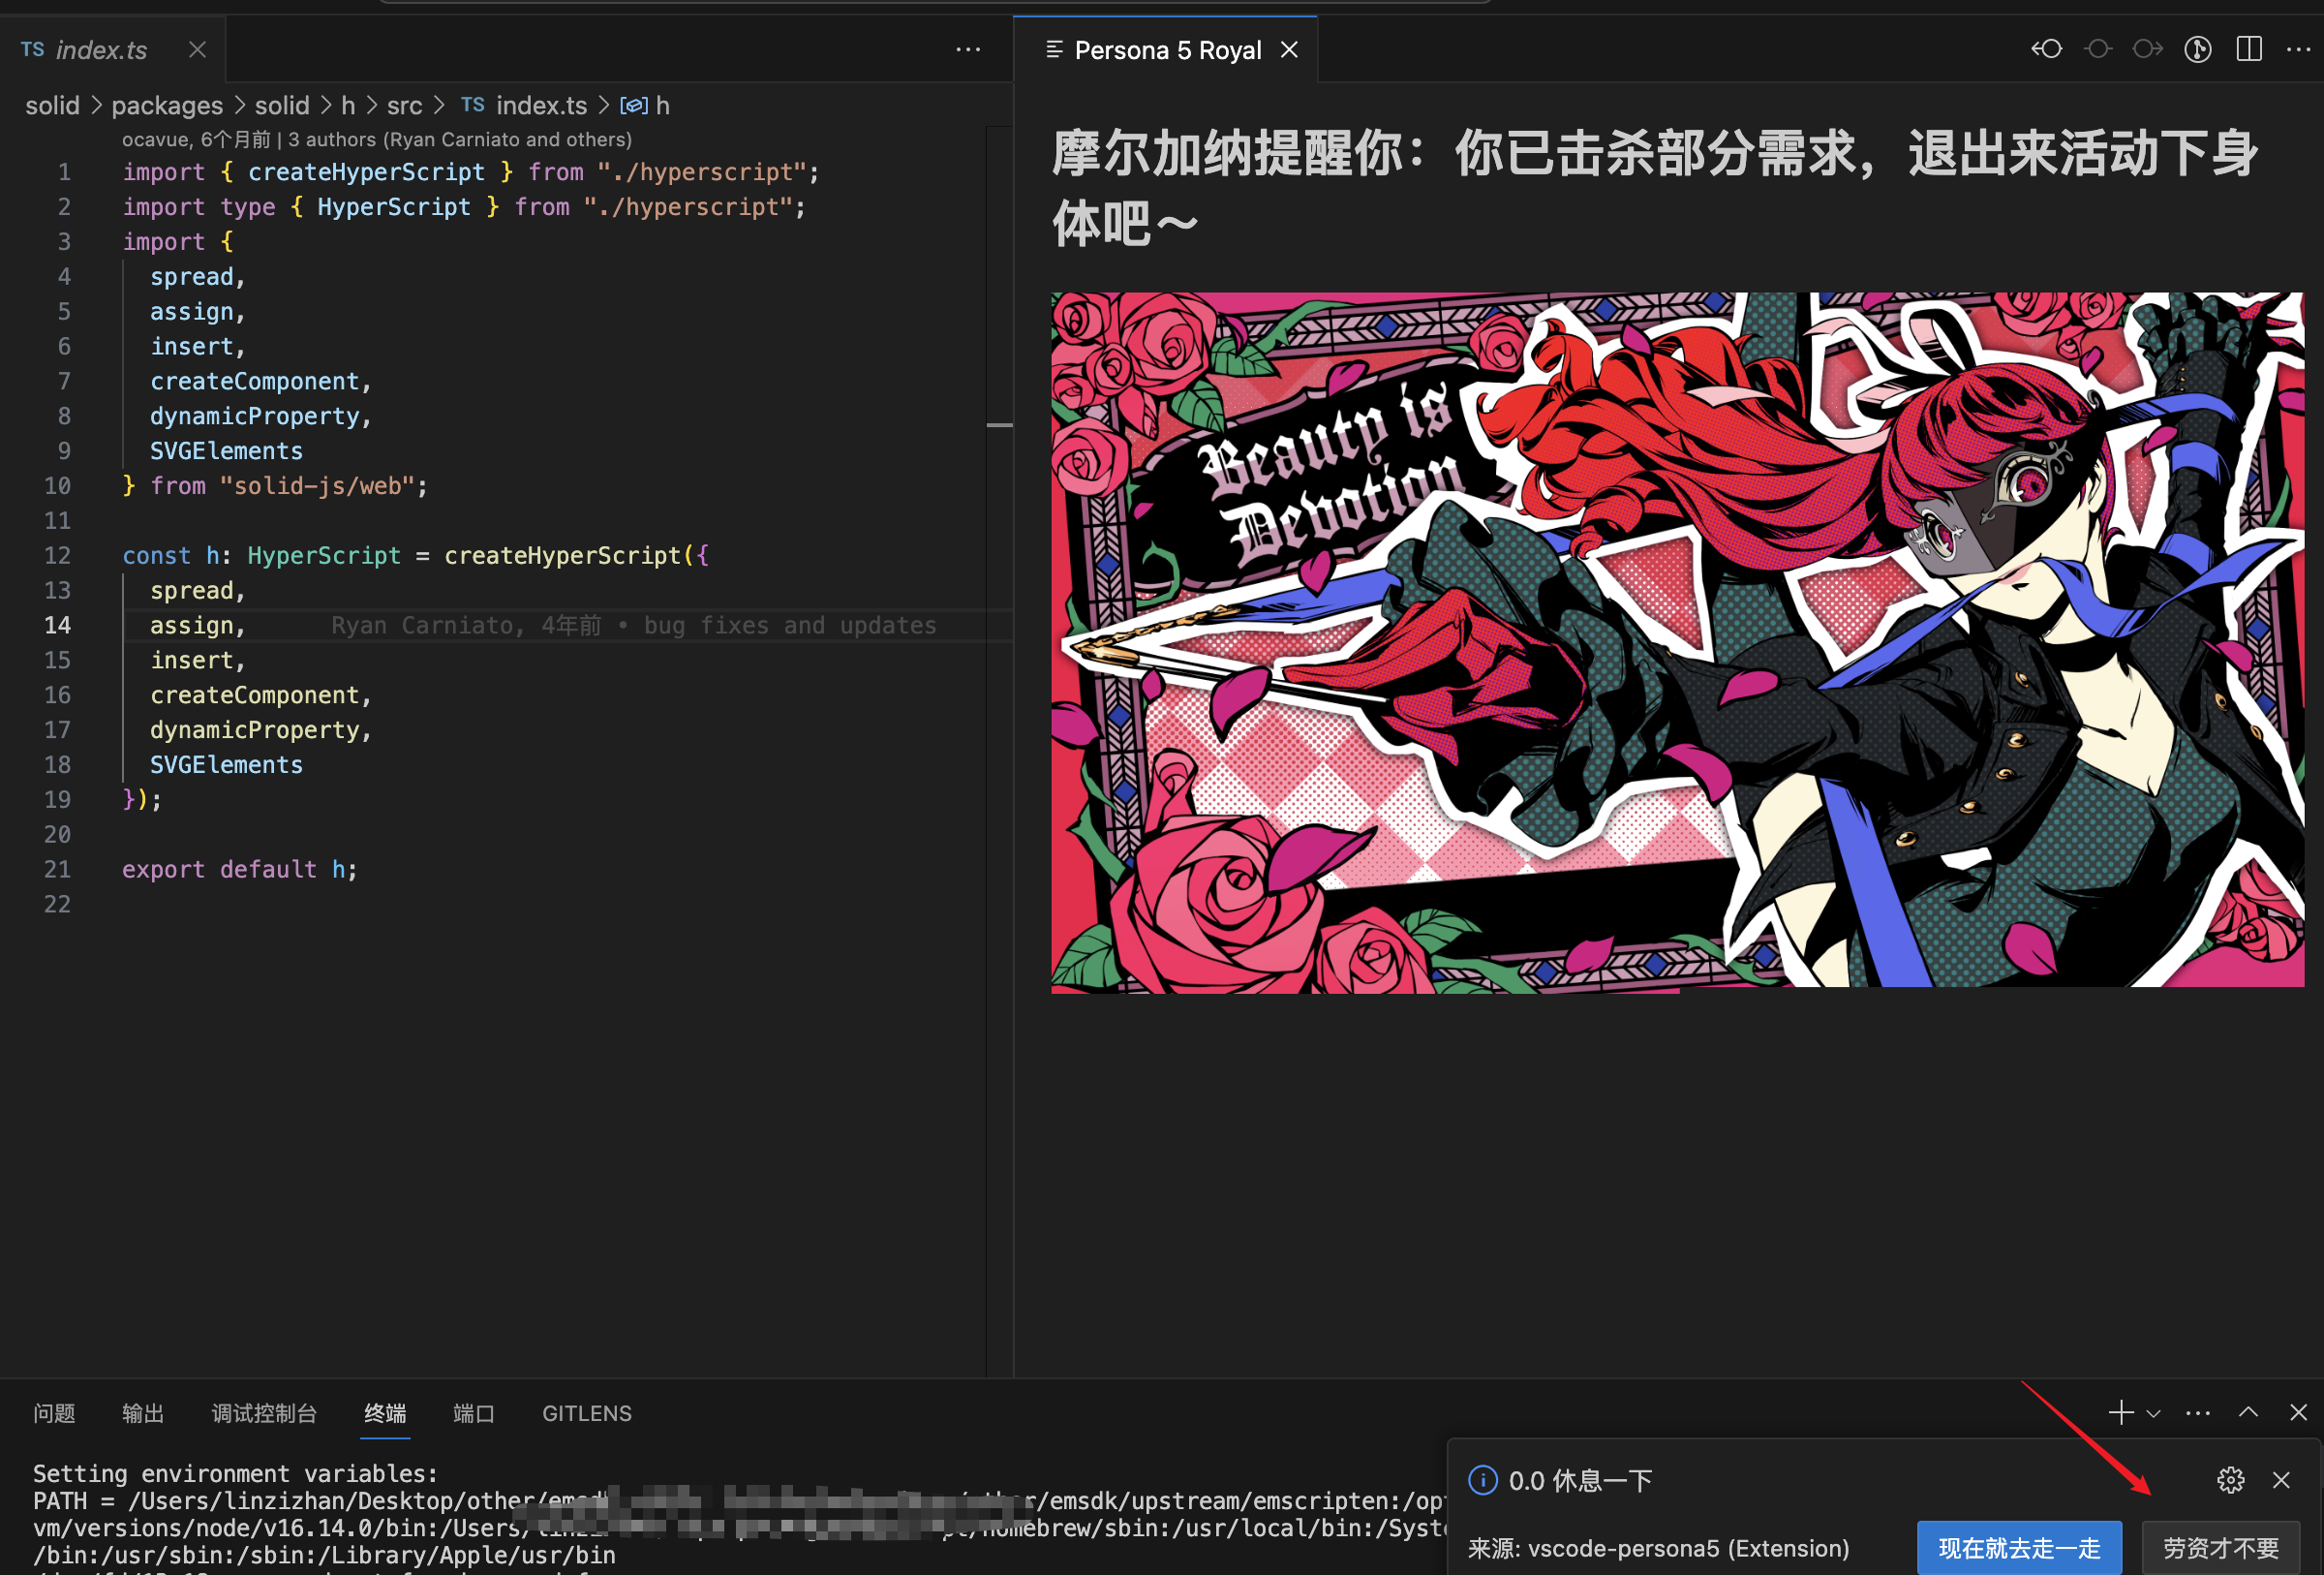 TS index.ts
Persona 5 Royal
solid > packages > solid > h > src > TS index.ts > h
ocavue, 6个月前 | 3 authors (Ryan Carniato and others)
1 import { createHyperScript } from "./hyperscript";
2 import type { HyperScript } from "./hyperscript";
3 import {
4 spread,
5 assign,
6 insert,
7 createComponent,
8 dynamicProperty,
9 SVGElements
10 } from "solid-js/web";
11
12 const h: HyperScript = createHyperScript({
13 spread,
14 assign, Ryan Carniato, 4年前 • bug fixes and updates
15 insert,
16 createComponent,
17 dynamicProperty,
18 SVGElements
19 });
20
21 export default h;
22
摩尔加纳提醒你：你已击杀部分需求，退出来活动下身
体吧～
Beauty is
Devotion
问题 输出 调试控制台 终端 端口 GITLENS
Setting environment variables:
PATH = /Users/linzizhan/Desktop/other/emsdk /emsdk/upstream/emscripten:/op
vm/versions/node/v16.14.0/bin:/Users/ homebrew/sbin:/usr/local/bin:/Syst
/bin:/usr/sbin:/sbin:/Library/Apple/usr/bin
0.0 休息一下
来源: vscode-persona5 (Extension)
现在就去走一走
劳资才不要